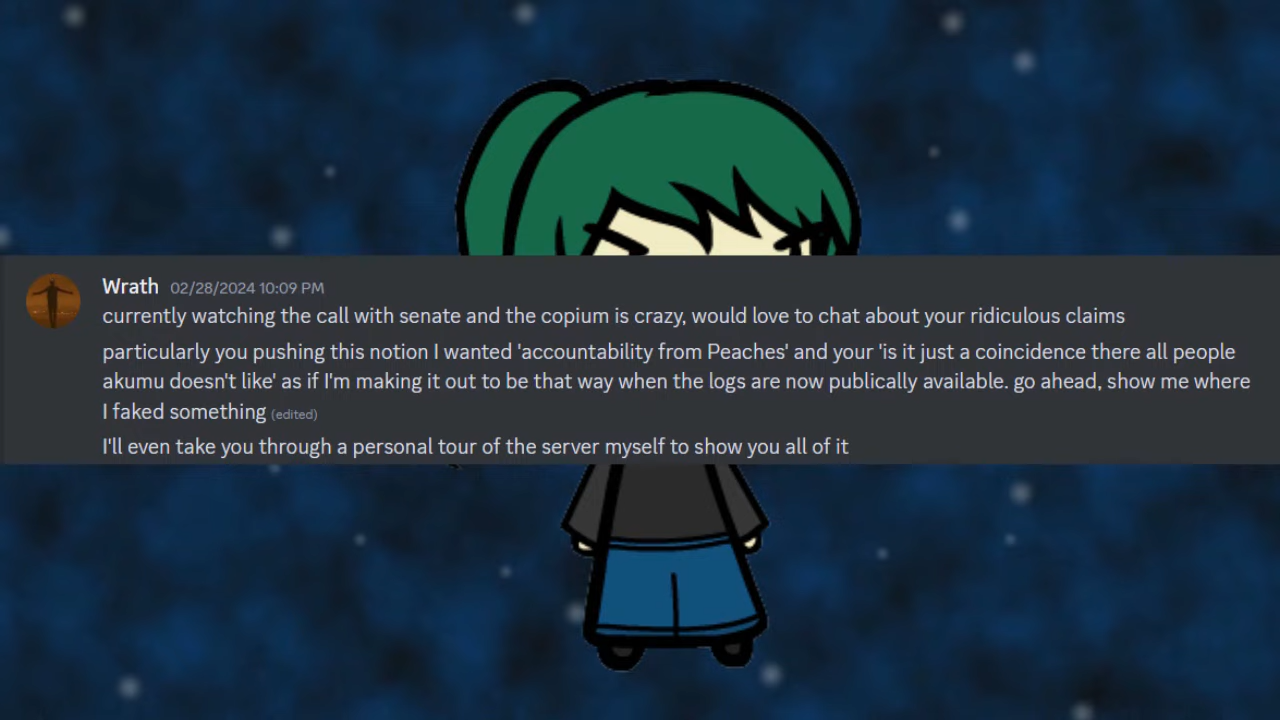 Wrath 02/28/2024 10:09 PM
currently watching the call with senate and the copium is crazy, would love to chat about your ridiculous claims
particularly you pushing this notion I wanted 'accountability from Peaches' and your 'is it just a coincidence there all people
akumu doesn't like' as if I'm making it out to be that way when the logs are now publically available. go ahead, show me where
I faked something (edited)
I'll even take you through a personal tour of the server myself to show you all of it